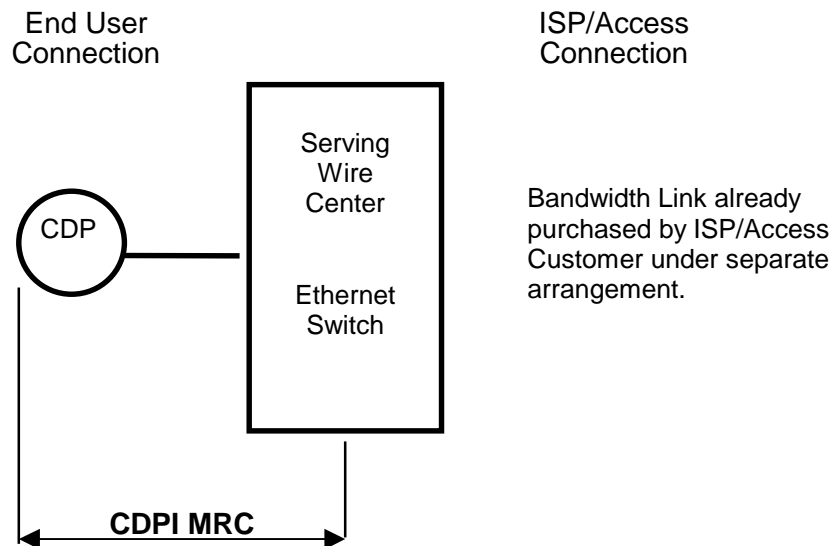 End User
Connection
ISP/Access
Connection
Serving
Wire
Center
CDP
Ethernet
Switch
Bandwidth Link already
purchased by ISP/Access
Customer under separate
arrangement.
CDPI MRC